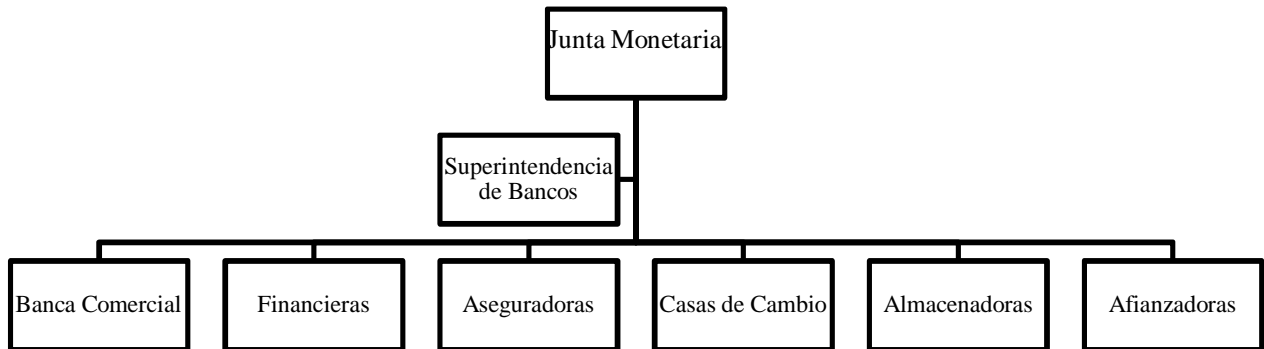 Junta Monetaria
Superintendencia
de Bancos
Banca Comercial
Financieras
Aseguradoras
Casas de Cambio
Almacenadoras
Afianzadoras